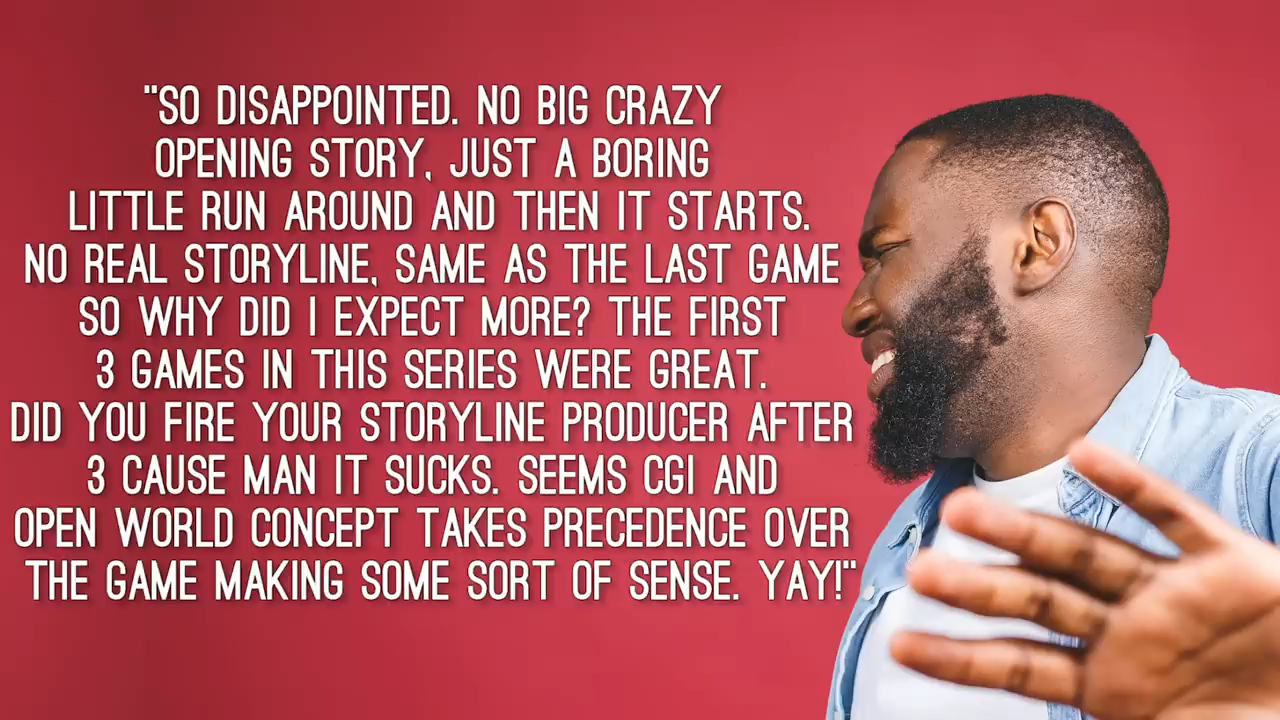 "SO DISAPPOINTED. NO BIG CRAZY
OPENING STORY, JUST A BORING
LITTLE RUN AROUND AND THEN IT STARTS.
NO REAL STORYLINE, SAME AS THE LAST GAME
SO WHY DID I EXPECT MORE? THE FIRST
3 GAMES IN THIS SERIES WERE GREAT.
DID YOU FIRE YOUR STORYLINE PRODUCER AFTER
3 CAUSE MAN IT SUCKS. SEEMS CGI AND
OPEN WORLD CONCEPT TAKES PRECEDENCE OVER
THE GAME MAKING SOME SORT OF SENSE. YAY!"